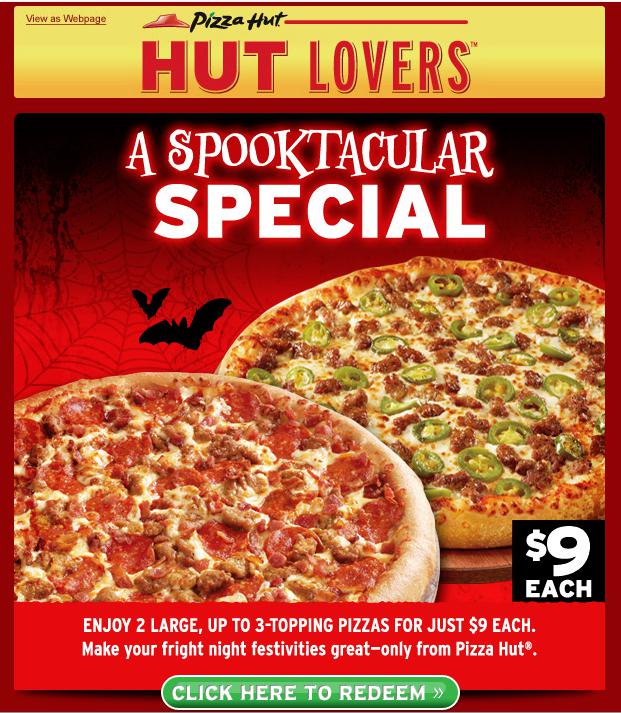 View as Webpage
Pizza Hut.
HUT LOVERS™
A SPOOKTACULAR
SPECIAL
$9
EACH
ENJOY 2 LARGE, UP TO 3-TOPPING PIZZAS FOR JUST $9 EACH.
Make your fright night festivities great—only from Pizza Hut®.
CLICK HERE TO REDEEM »